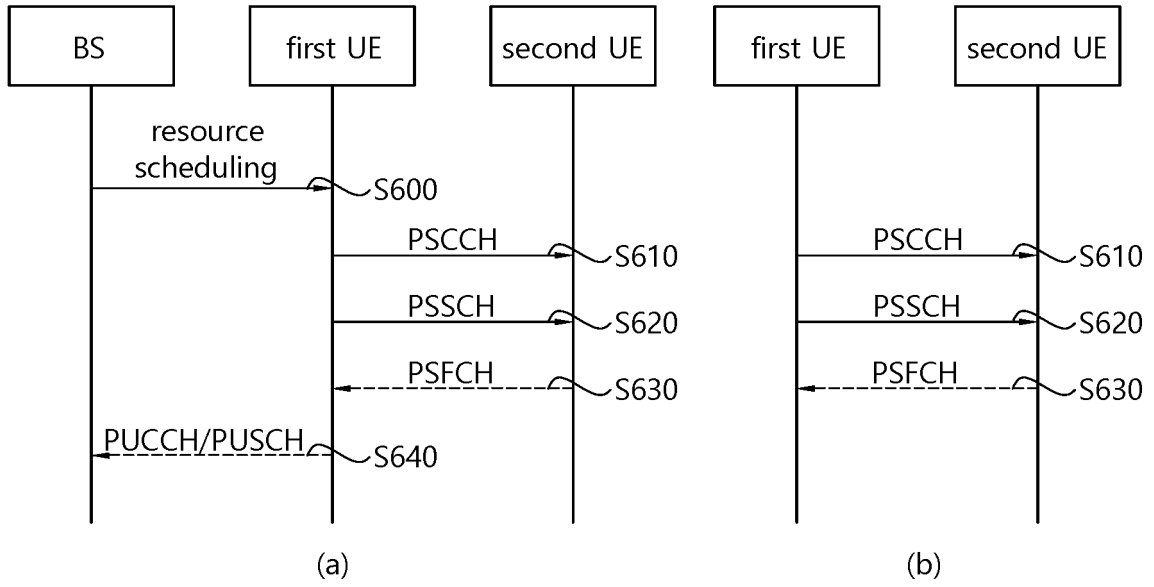 BS
first UE
second UE
first UE
second UE
resource
scheduling
S600
PSCCH
S610
PSCCH
S610
PSSCH
S620
PSSCH
S620
PSFCH
S630
PSFCH
S630
PUCCH/PUSCH
S640
(a)
(b)